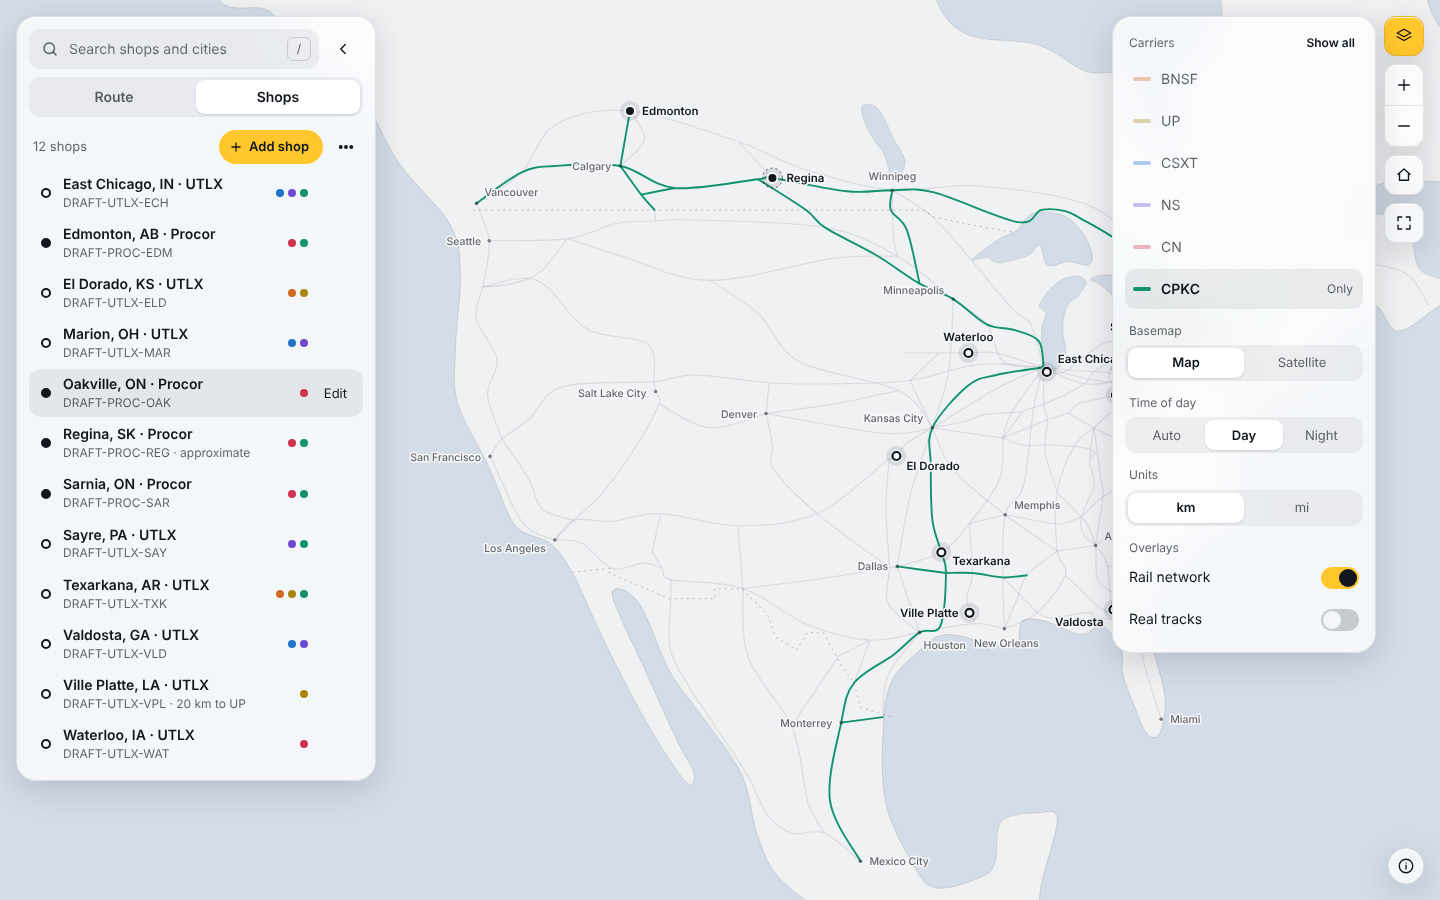 Search shops and cities
/
Route
Shops
12 shops
+ Add shop
East Chicago, IN · UTLX
DRAFT-UTLX-ECH
Edmonton, AB · Procor
DRAFT-PROC-EDM
El Dorado, KS · UTLX
DRAFT-UTLX-ELD
Marion, OH · UTLX
DRAFT-UTLX-MAR
Oakville, ON · Procor
DRAFT-PROC-OAK
Edit
Regina, SK · Procor
DRAFT-PROC-REG · approximate
Sarnia, ON · Procor
DRAFT-PROC-SAR
Sayre, PA · UTLX
DRAFT-UTLX-SAY
Texarkana, AR · UTLX
DRAFT-UTLX-TXK
Valdosta, GA · UTLX
DRAFT-UTLX-VLD
Ville Platte, LA · UTLX
DRAFT-UTLX-VPL · 20 km to UP
Waterloo, IA · UTLX
DRAFT-UTLX-WAT
Edmonton
Calgary
Regina
Winnipeg
Vancouver
Seattle
Minneapolis
Waterloo
East Chica
Salt Lake City
Denver
Kansas City
San Francisco
El Dorado
Memphis
Los Angeles
Dallas
Texarkana
Ville Platte
Valdosta
Houston
New Orleans
Monterrey
Miami
Mexico City
Carriers
Show all
BNSF
UP
CSXT
NS
CN
CPKC
Only
Basemap
Map
Satellite
Time of day
Auto
Day
Night
Units
km
mi
Overlays
Rail network
Real tracks